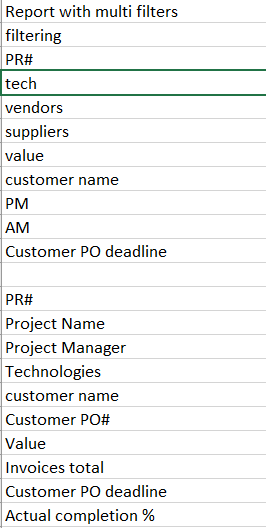 Report with multi filters
filtering
PR#
tech
vendors
suppliers
value
customer name
PM
AM
Customer PO deadline
PR#
Project Name
Project Manager
Technologies
customer name
Customer PO#
Value
Invoices total
Customer PO deadline
Actual completion %